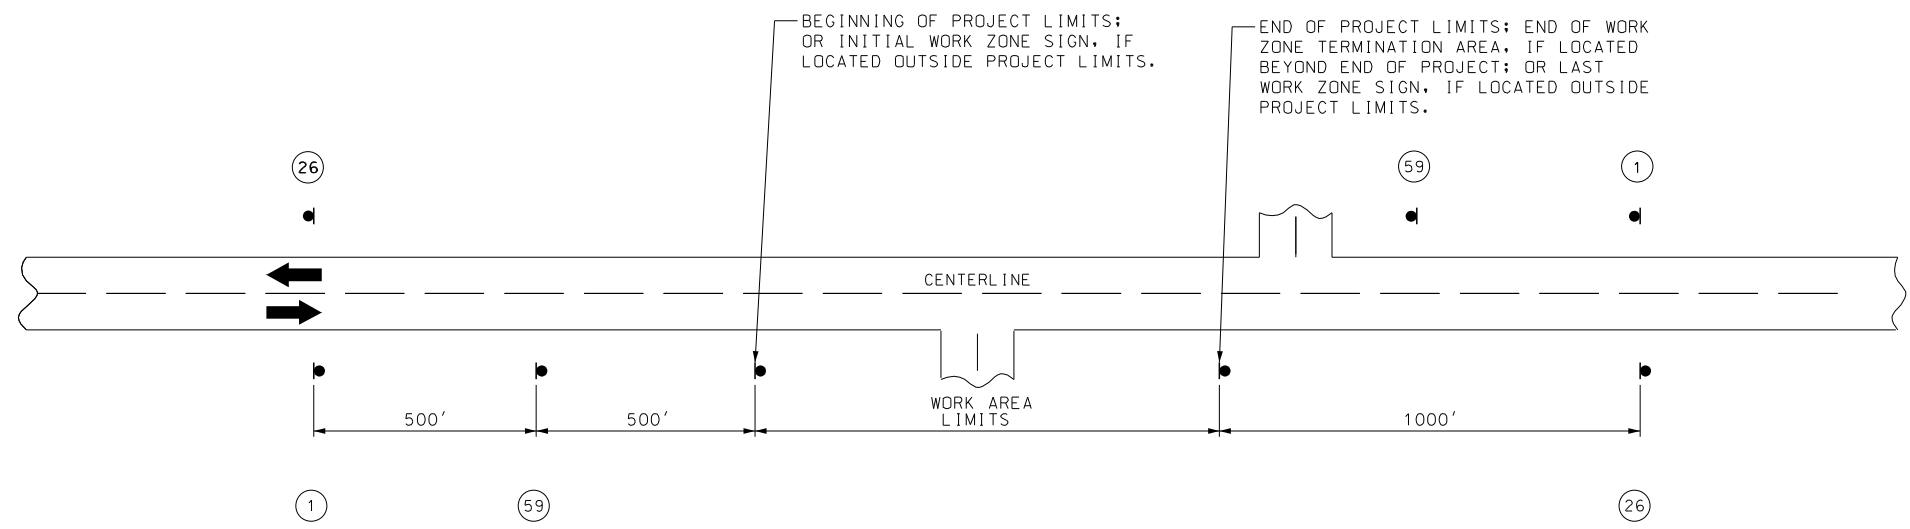 BEGINNING OF PROJECT LIMITS;
OR INITIAL WORK ZONE SIGN, IF
LOCATED OUTSIDE PROJECT LIMITS.
END OF PROJECT LIMITS; END OF WORK
ZONE TERMINATION AREA, IF LOCATED
BEYOND END OF PROJECT; OR LAST
WORK ZONE SIGN, IF LOCATED OUTSIDE
PROJECT LIMITS.
26
59
1
CENTERLINE
WORK AREA
LIMITS
500'
500'
1000'
1
59
26